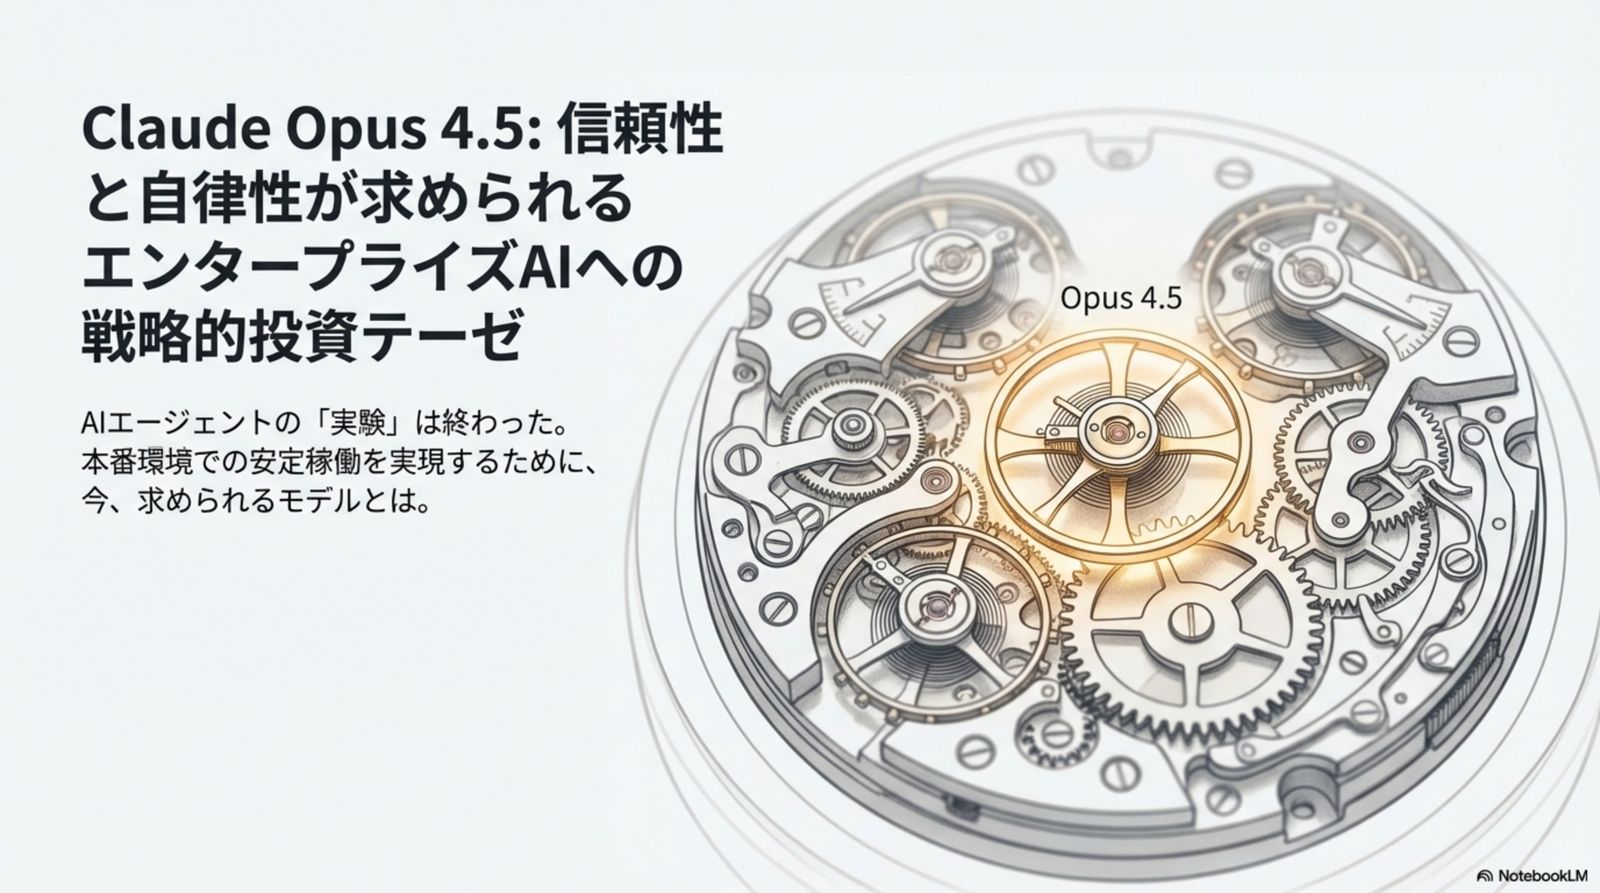 Claude Opus 4.5: 信頼性
と自律性が求められる
エンタープライズAIへの
戦略的投資テーゼ
AIエージェントの「実験」は終わった。
本番環境での安定稼働を実現するために、
今、求められるモデルとは。
Opus 4.5
NotebookLM